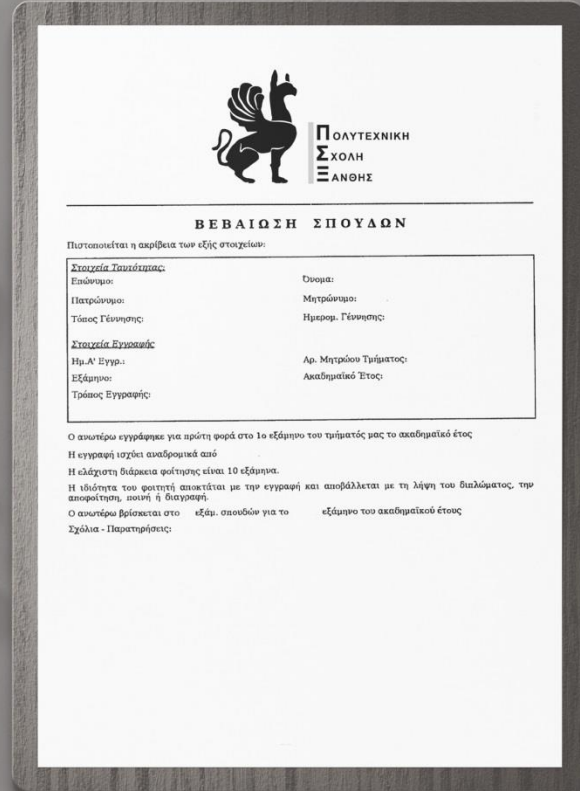 ΠΟΛΥΤΕΧΝΙΚΗ
ΣΧΟΛΗ
ΞΑΝΘΗΣ
ΒΕΒΑΙΩΣΗ ΣΠΟΥΔΩΝ
Πιστοποιείται η ακρίβεια των εξής στοιχείων:
Στοιχεία Ταυτότητας:
Επώνυμο: Όνομα:
Πατρώνυμο: Μητρώνυμο:
Τόπος Γέννησης: Ημερομ. Γέννησης:
Στοιχεία Εγγραφής
Ημ.Α' Εγγρ.: Αρ. Μητρώου Τμήματος:
Εξάμηνο: Ακαδημαϊκό Έτος:
Τρόπος Εγγραφής:
Ο ανωτέρω εγγράφηκε για πρώτη φορά στο 1ο εξάμηνο του τμήματός μας το ακαδημαϊκό έτος
Η εγγραφή ισχύει αναδρομικά από
Η ελάχιστη διάρκεια φοίτησης είναι 10 εξάμηνα.
Η ιδιότητα του φοιτητή αποκτάται με την εγγραφή και αποβάλλεται με τη λήψη του διπλώματος, την
αποφοίτηση, ποινή ή διαγραφή.
Ο ανωτέρω βρίσκεται στο εξάμ. σπουδών για το εξάμηνο του ακαδημαϊκού έτους
Σχόλια - Παρατηρήσεις: